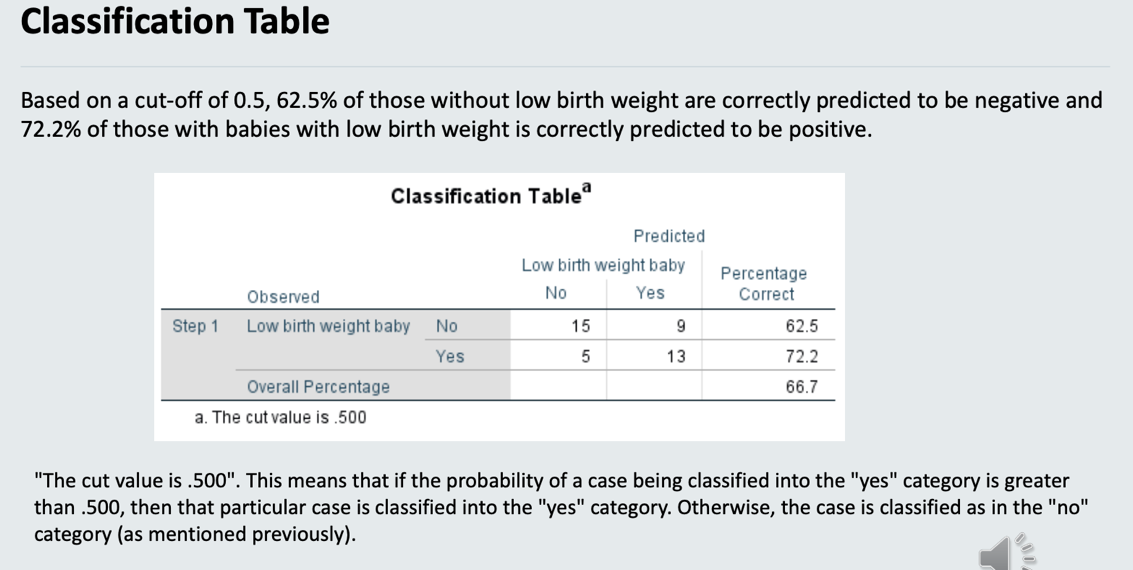 Classification Table
Based on a cut-off of 0.5, 62.5% of those without low birth weight are correctly predicted to be negative and
72.2% of those with babies with low birth weight is correctly predicted to be positive.
Classification Tableᵃ
Predicted
Low birth weight baby Percentage
Observed No Yes Correct
Step 1 Low birth weight baby No 15 9 62.5
Yes 5 13 72.2
Overall Percentage 66.7
a. The cut value is .500
"The cut value is .500". This means that if the probability of a case being classified into the "yes" category is greater
than .500, then that particular case is classified into the "yes" category. Otherwise, the case is classified as in the "no"
category (as mentioned previously).